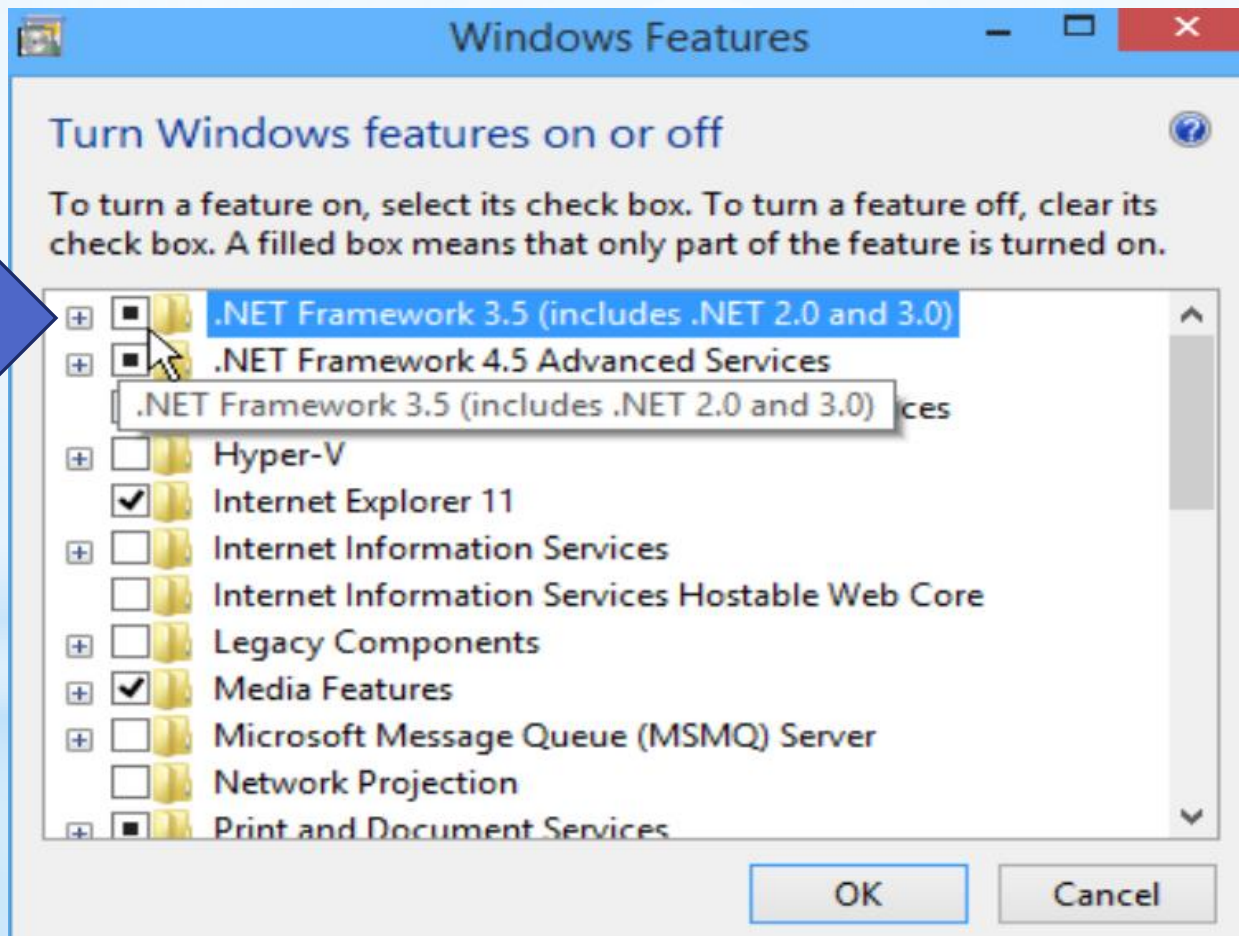 Windows Features
Turn Windows features on or off
To turn a feature on, select its check box. To turn a feature off, clear its
check box. A filled box means that only part of the feature is turned on.
.NET Framework 3.5 (includes .NET 2.0 and 3.0)
.NET Framework 4.5 Advanced Services
.NET Framework 3.5 (includes .NET 2.0 and 3.0) ces
Hyper-V
Internet Explorer 11
Internet Information Services
Internet Information Services Hostable Web Core
Legacy Components
Media Features
Microsoft Message Queue (MSMQ) Server
Network Projection
Print and Document Services
OK Cancel